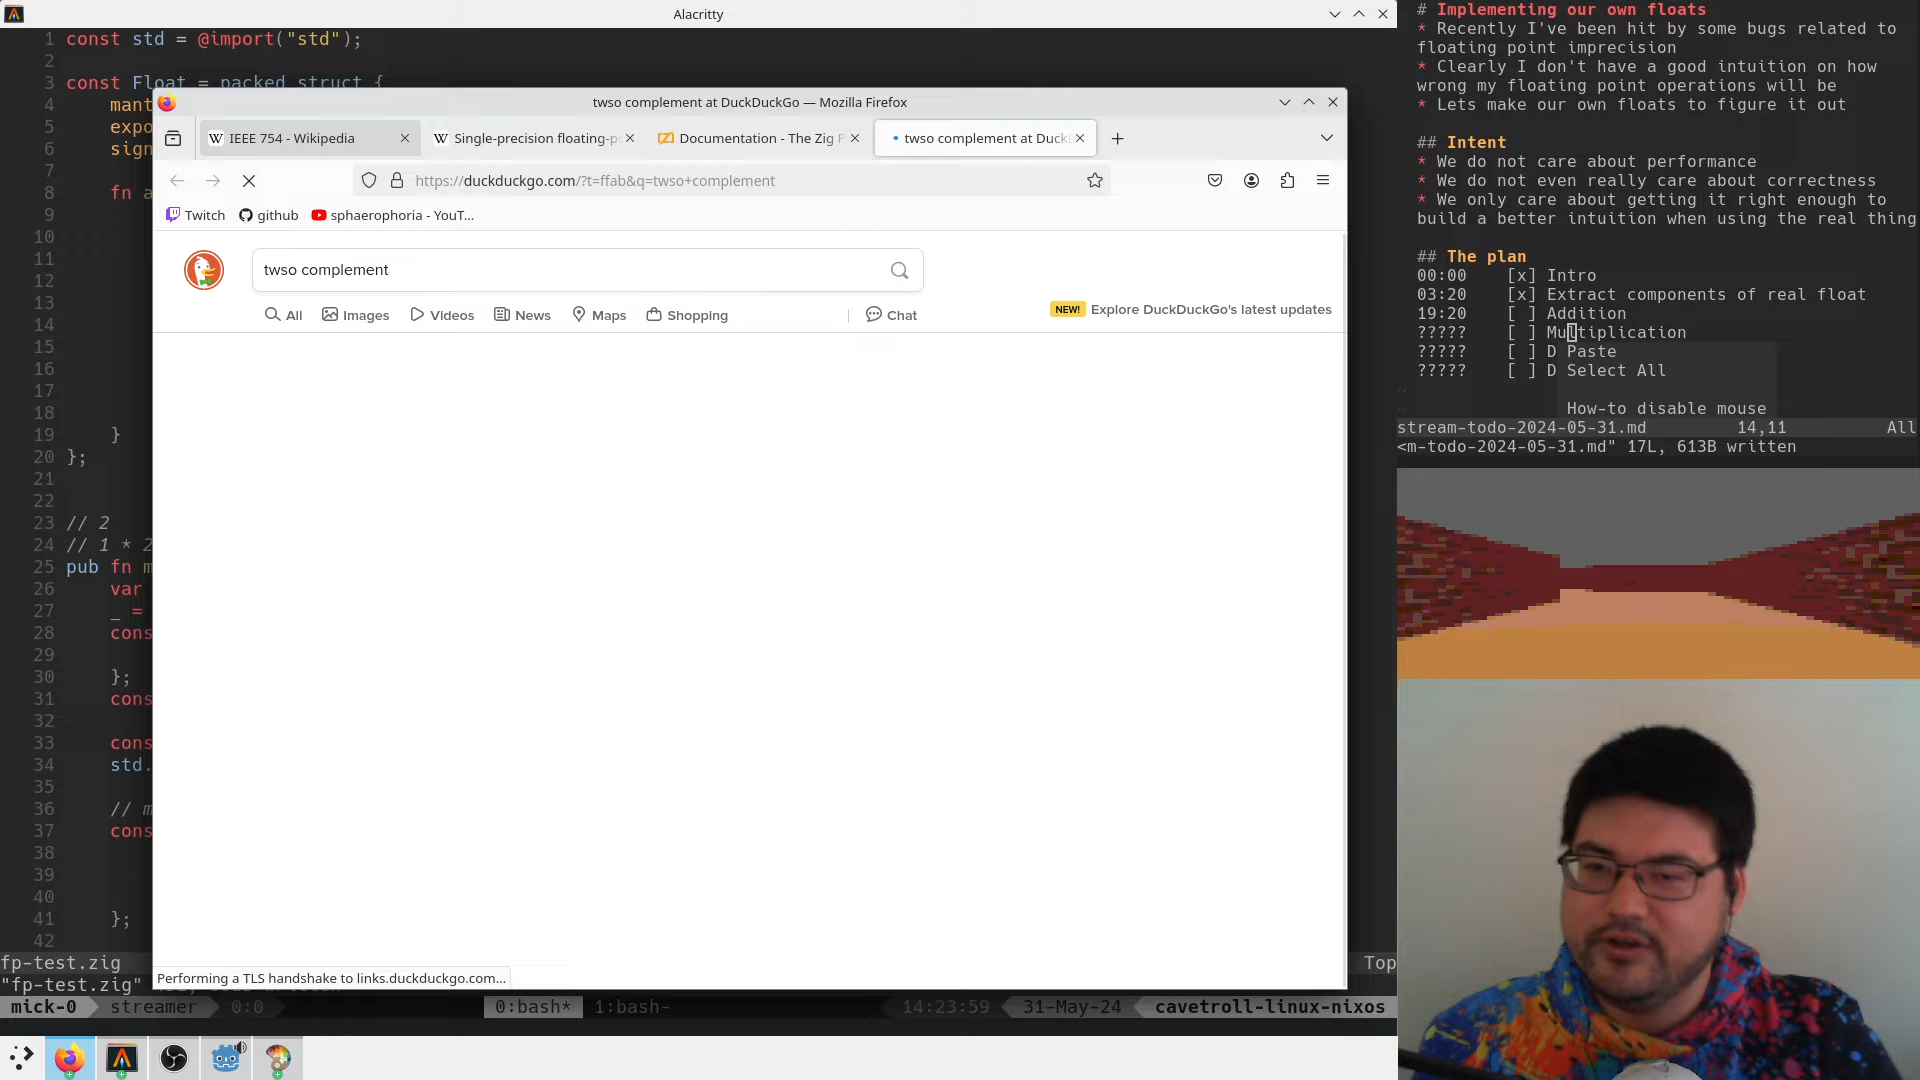 Alacritty
1 const std = @import("std");
2
3 const Float = packed struct {
4 mant
5 expo
6 sign
7
8 fn a
9
10
11
12
13
14
15
16
17
18
19 }
20 };
21
22
23 // 2
24 // 1 * 2
25 pub fn m
26 var
27 _ =
28 cons
29
30 };
31 cons
32
33 cons
34 std.
35
36 // m
37 cons
38
39
40
41 };
42
fp-test.zig
Top
"fp-test.zig"
mick-0 streamer 0:0 0:bash* 1:bash- 14:23:59 31-May-24 cavetroll-linux-nixos
twso complement at DuckDuckGo — Mozilla Firefox
IEEE 754 - Wikipedia
Single-precision floating-p
Documentation - The Zig P
twso complement at Duck
https://duckduckgo.com/?t=ffab&q=twso+complement
Twitch github sphaerophoria - YouT...
twso complement
All Images Videos News Maps Shopping Chat
NEW! Explore DuckDuckGo's latest updates
Performing a TLS handshake to links.duckduckgo.com...
# Implementing our own floats
* Recently I've been hit by some bugs related to
floating point imprecision
* Clearly I don't have a good intuition on how
wrong my floating point operations will be
* Lets make our own floats to figure it out
## Intent
* We do not care about performance
* We do not even really care about correctness
* We only care about getting it right enough to
build a better intuition when using the real thing
## The plan
00:00 [x] Intro
03:20 [x] Extract components of real float
19:20 [ ] Addition
????? [ ] Multiplication
????? [ ] D Paste
????? [ ] D Select All
~
~ How-to disable mouse
stream-todo-2024-05-31.md 14,11 All
<m-todo-2024-05-31.md" 17L, 613B written